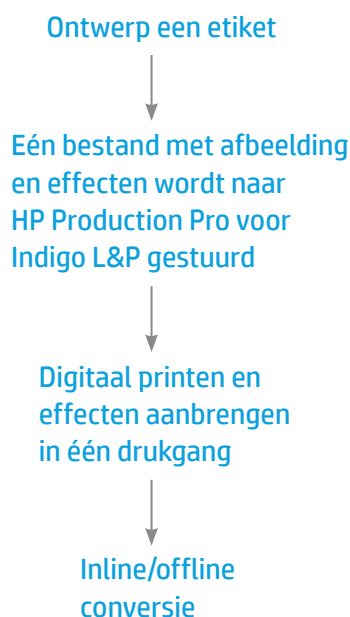 Ontwerp een etiket
Eén bestand met afbeelding
en effecten wordt naar
HP Production Pro voor
Indigo L&P gestuurd
Digitaal printen en
effecten aanbrengen
in één drukgang
Inline/offline
conversie